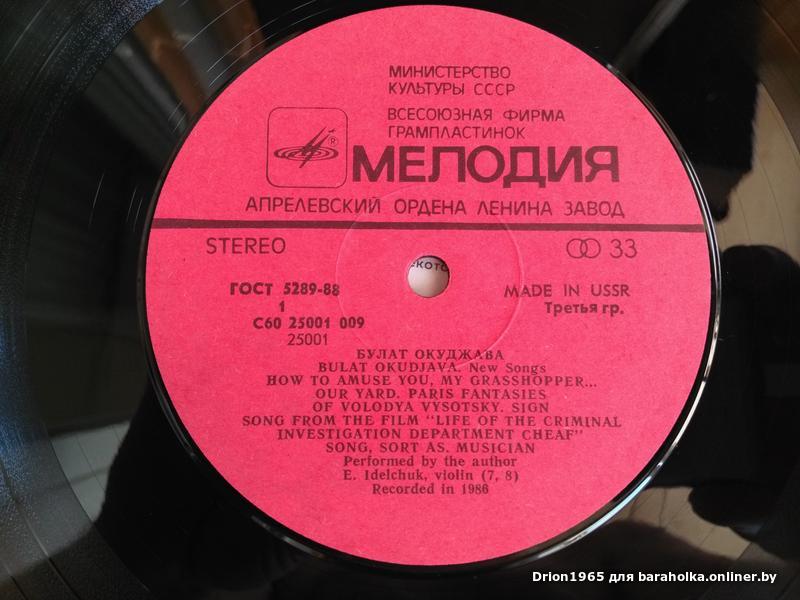 МИНИСТЕРСТВО
КУЛЬТУРЫ СССР
ВСЕСОЮЗНАЯ ФИРМА
ГРАМПЛАСТИНОК
®
МЕЛОДИЯ
АПРЕЛЕВСКИЙ ОРДЕНА ЛЕНИНА ЗАВОД
STEREO
33
ГОСТ 5289-88
1
С60 25001 009
25001
MADE IN USSR
Третья гр.
БУЛАТ ОКУДЖАВА
BULAT OKUDJAVA. New Songs
HOW TO AMUSE YOU, MY GRASSHOPPER...
OUR YARD. PARIS FANTASIES
OF VOLODYA VYSOTSKY. SIGN
SONG FROM THE FILM "LIFE OF THE CRIMINAL
INVESTIGATION DEPARTMENT CHEAF"
SONG, SORT AS. MUSICIAN
Performed by the author
E. Idelchuk, violin (7, 8)
Recorded in 1986
Drion1965 для baraholka.onliner.by